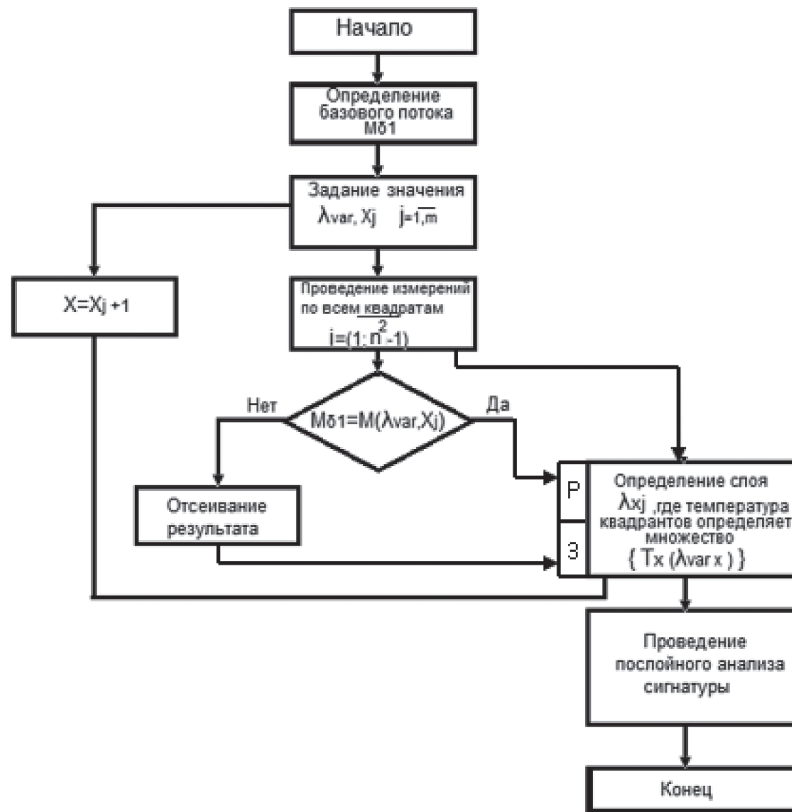 Начало
Определение
базового потока
Mδ1
Задание значения
λvar, Xj j=1,m
X=Xj+1
Проведение измерений
по всем квадратам
i=(1; n²-1)
Нет
Mδ1=M(λvar,Xj)
Да
Отсеивание
результата
Р
З
Определение слоя
λxj ,где температура
квадрантов определяет
множество
{ Tx (λvar x ) }
Проведение
послойного анализа
сигнатуры
Конец